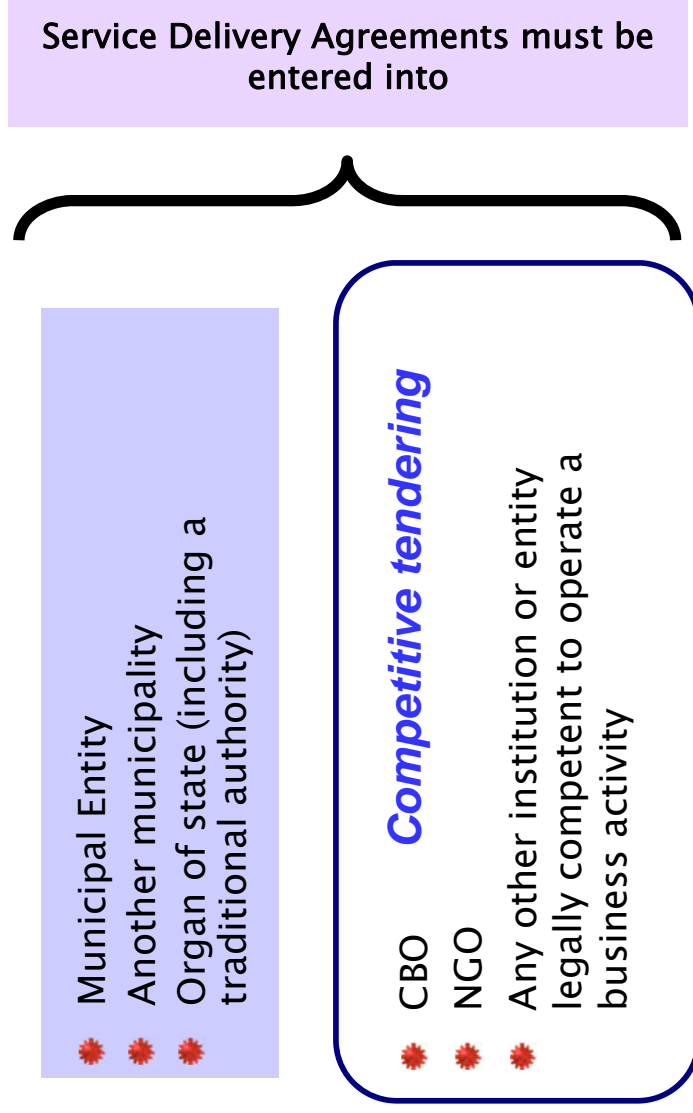 Service Delivery Agreements must be
entered into
Municipal Entity
Another municipality
Organ of state (including a
traditional authority)
Competitive tendering
CBO
NGO
Any other institution or entity
legally competent to operate a
business activity